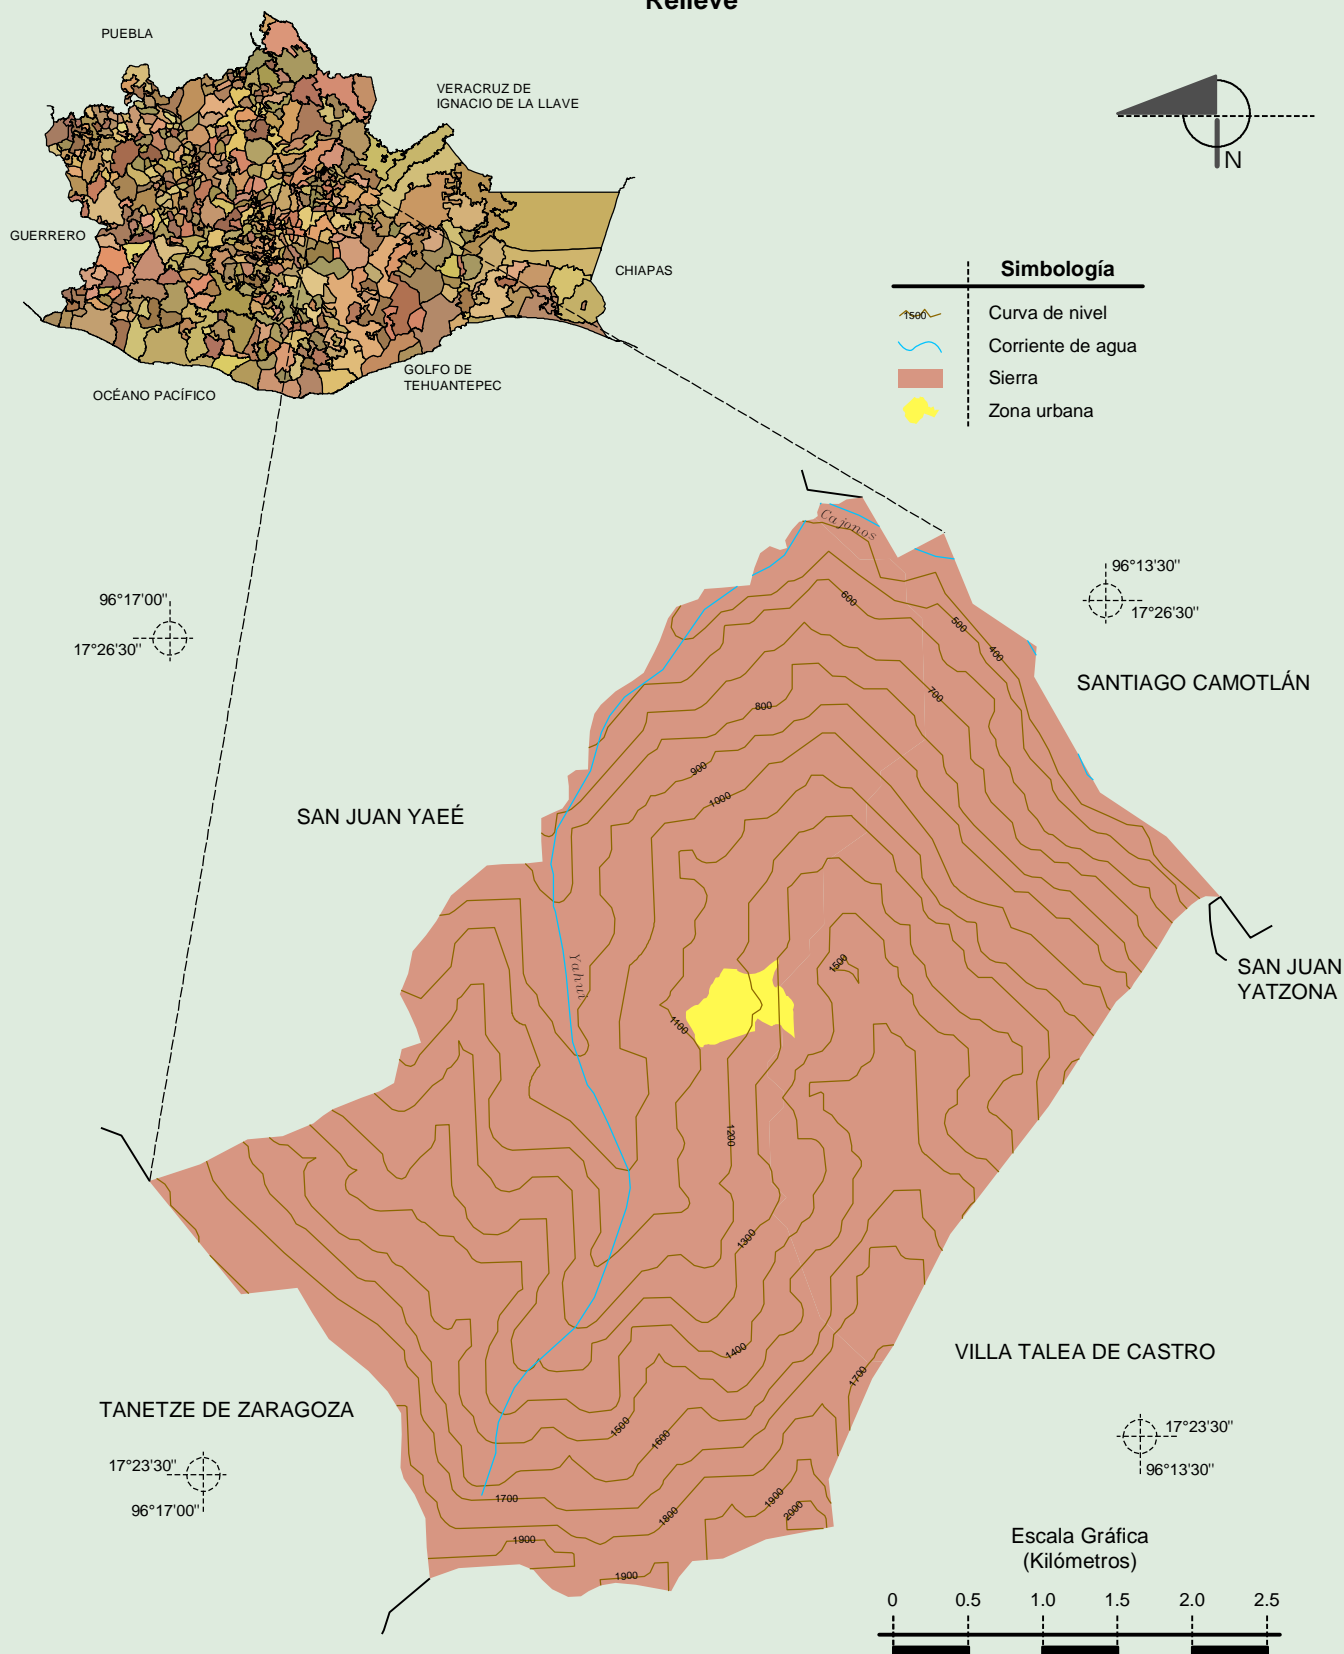 Relieve
PUEBLA
VERACRUZ DE
IGNACIO DE LA LLAVE
GUERRERO
CHIAPAS
GOLFO DE
TEHUANTEPEC
OCÉANO PACÍFICO
N
Simbología
1500
Curva de nivel
Corriente de agua
Sierra
Zona urbana
Cajonos
96°17'00"
17°26'30"
96°13'30"
17°26'30"
600
500
400
700
800
SANTIAGO CAMOTLÁN
900
1000
SAN JUAN YAEÉ
Yahui
1500
SAN JUAN
YATZONA
1100
1200
1300
1400
VILLA TALEA DE CASTRO
1700
TANETZE DE ZARAGOZA
1500
1600
17°23'30"
96°13'30"
17°23'30"
96°17'00"
1700
1800
1900
2000
1900
1900
Escala Gráfica
(Kilómetros)
0 0.5 1.0 1.5 2.0 2.5